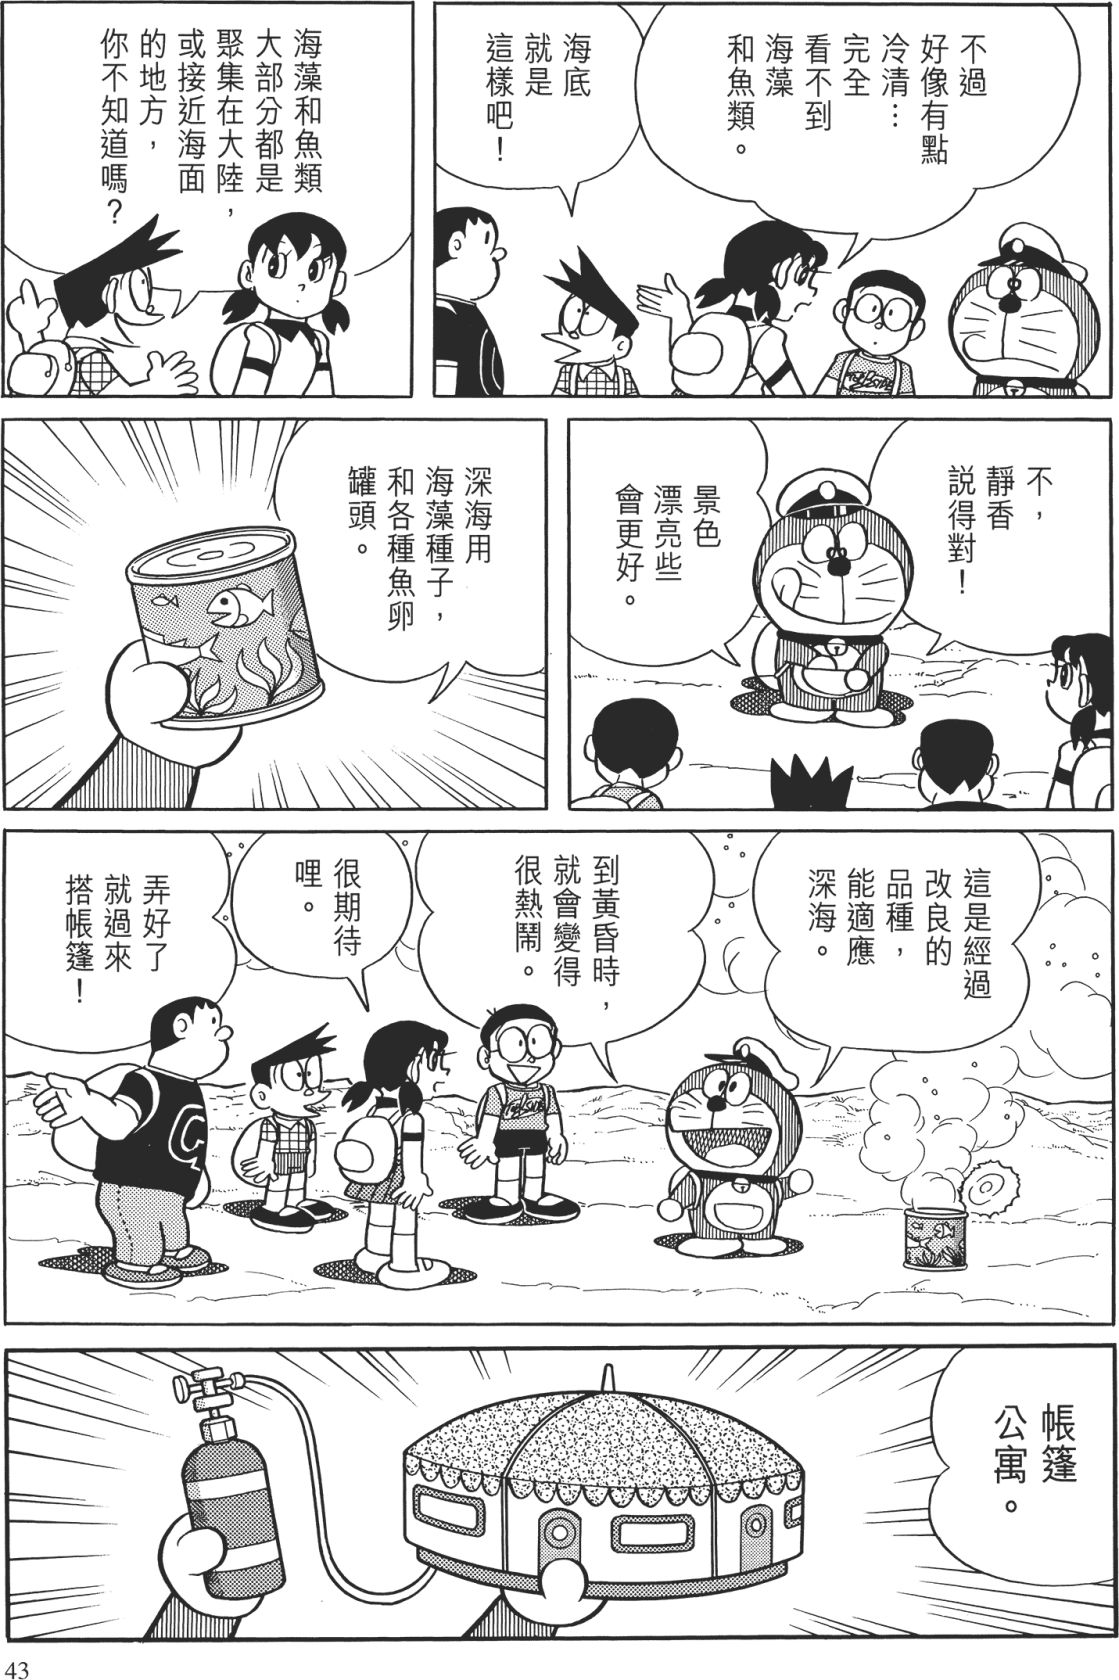 不過
好像有點
冷清…
完全
看不到
海藻
和魚類。
海底
就是
這樣吧！
海藻和魚類
大部分都是
聚集在大陸，
或接近海面
的地方，
你不知道嗎？
不，
靜香
說得對！
景色
漂亮些
會更好。
深海用
海藻種子，
和各種魚卵
罐頭。
這是經過
改良的
品種，
能適應
深海。
到黃昏時，
就會變得
很熱鬧。
很期待
哩。
弄好了
就過來
搭帳篷！
帳篷
公寓。
43